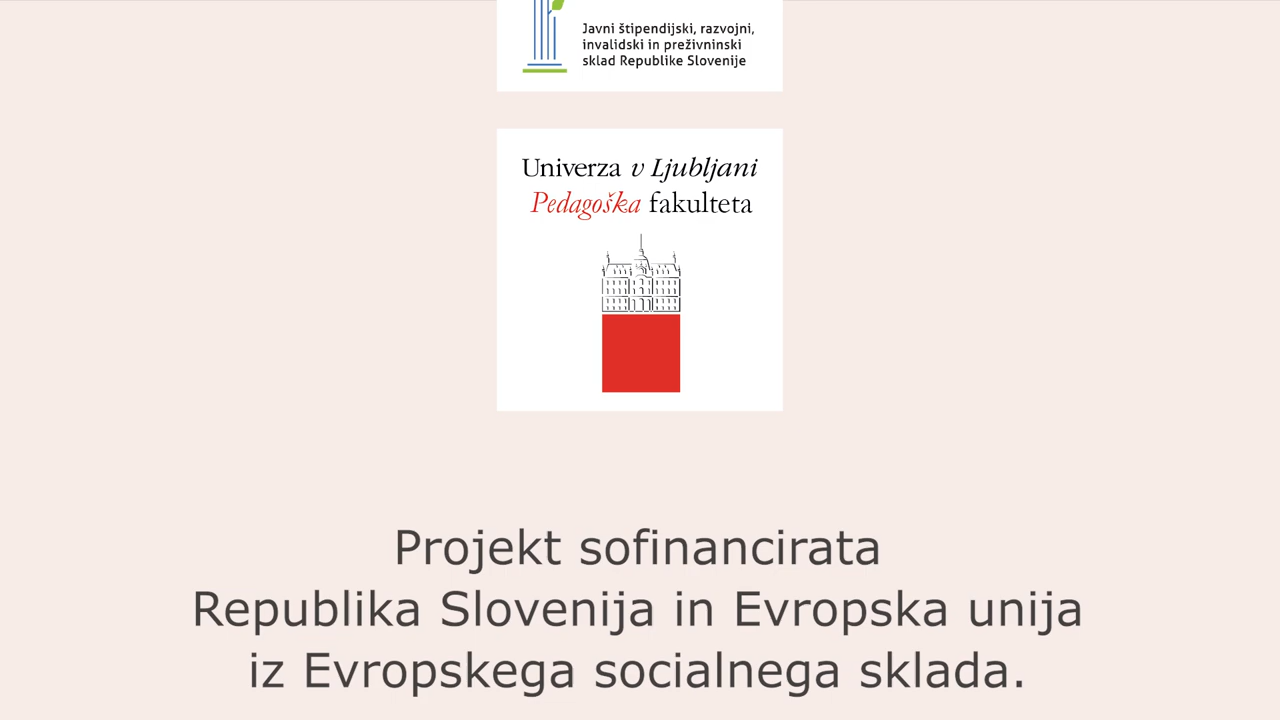 Javni štipendijski, razvojni,
invalidski in preživninski
sklad Republike Slovenije
Univerza v Ljubljani
Pedagoška fakulteta
Projekt sofinancirata
Republika Slovenija in Evropska unija
iz Evropskega socialnega sklada.